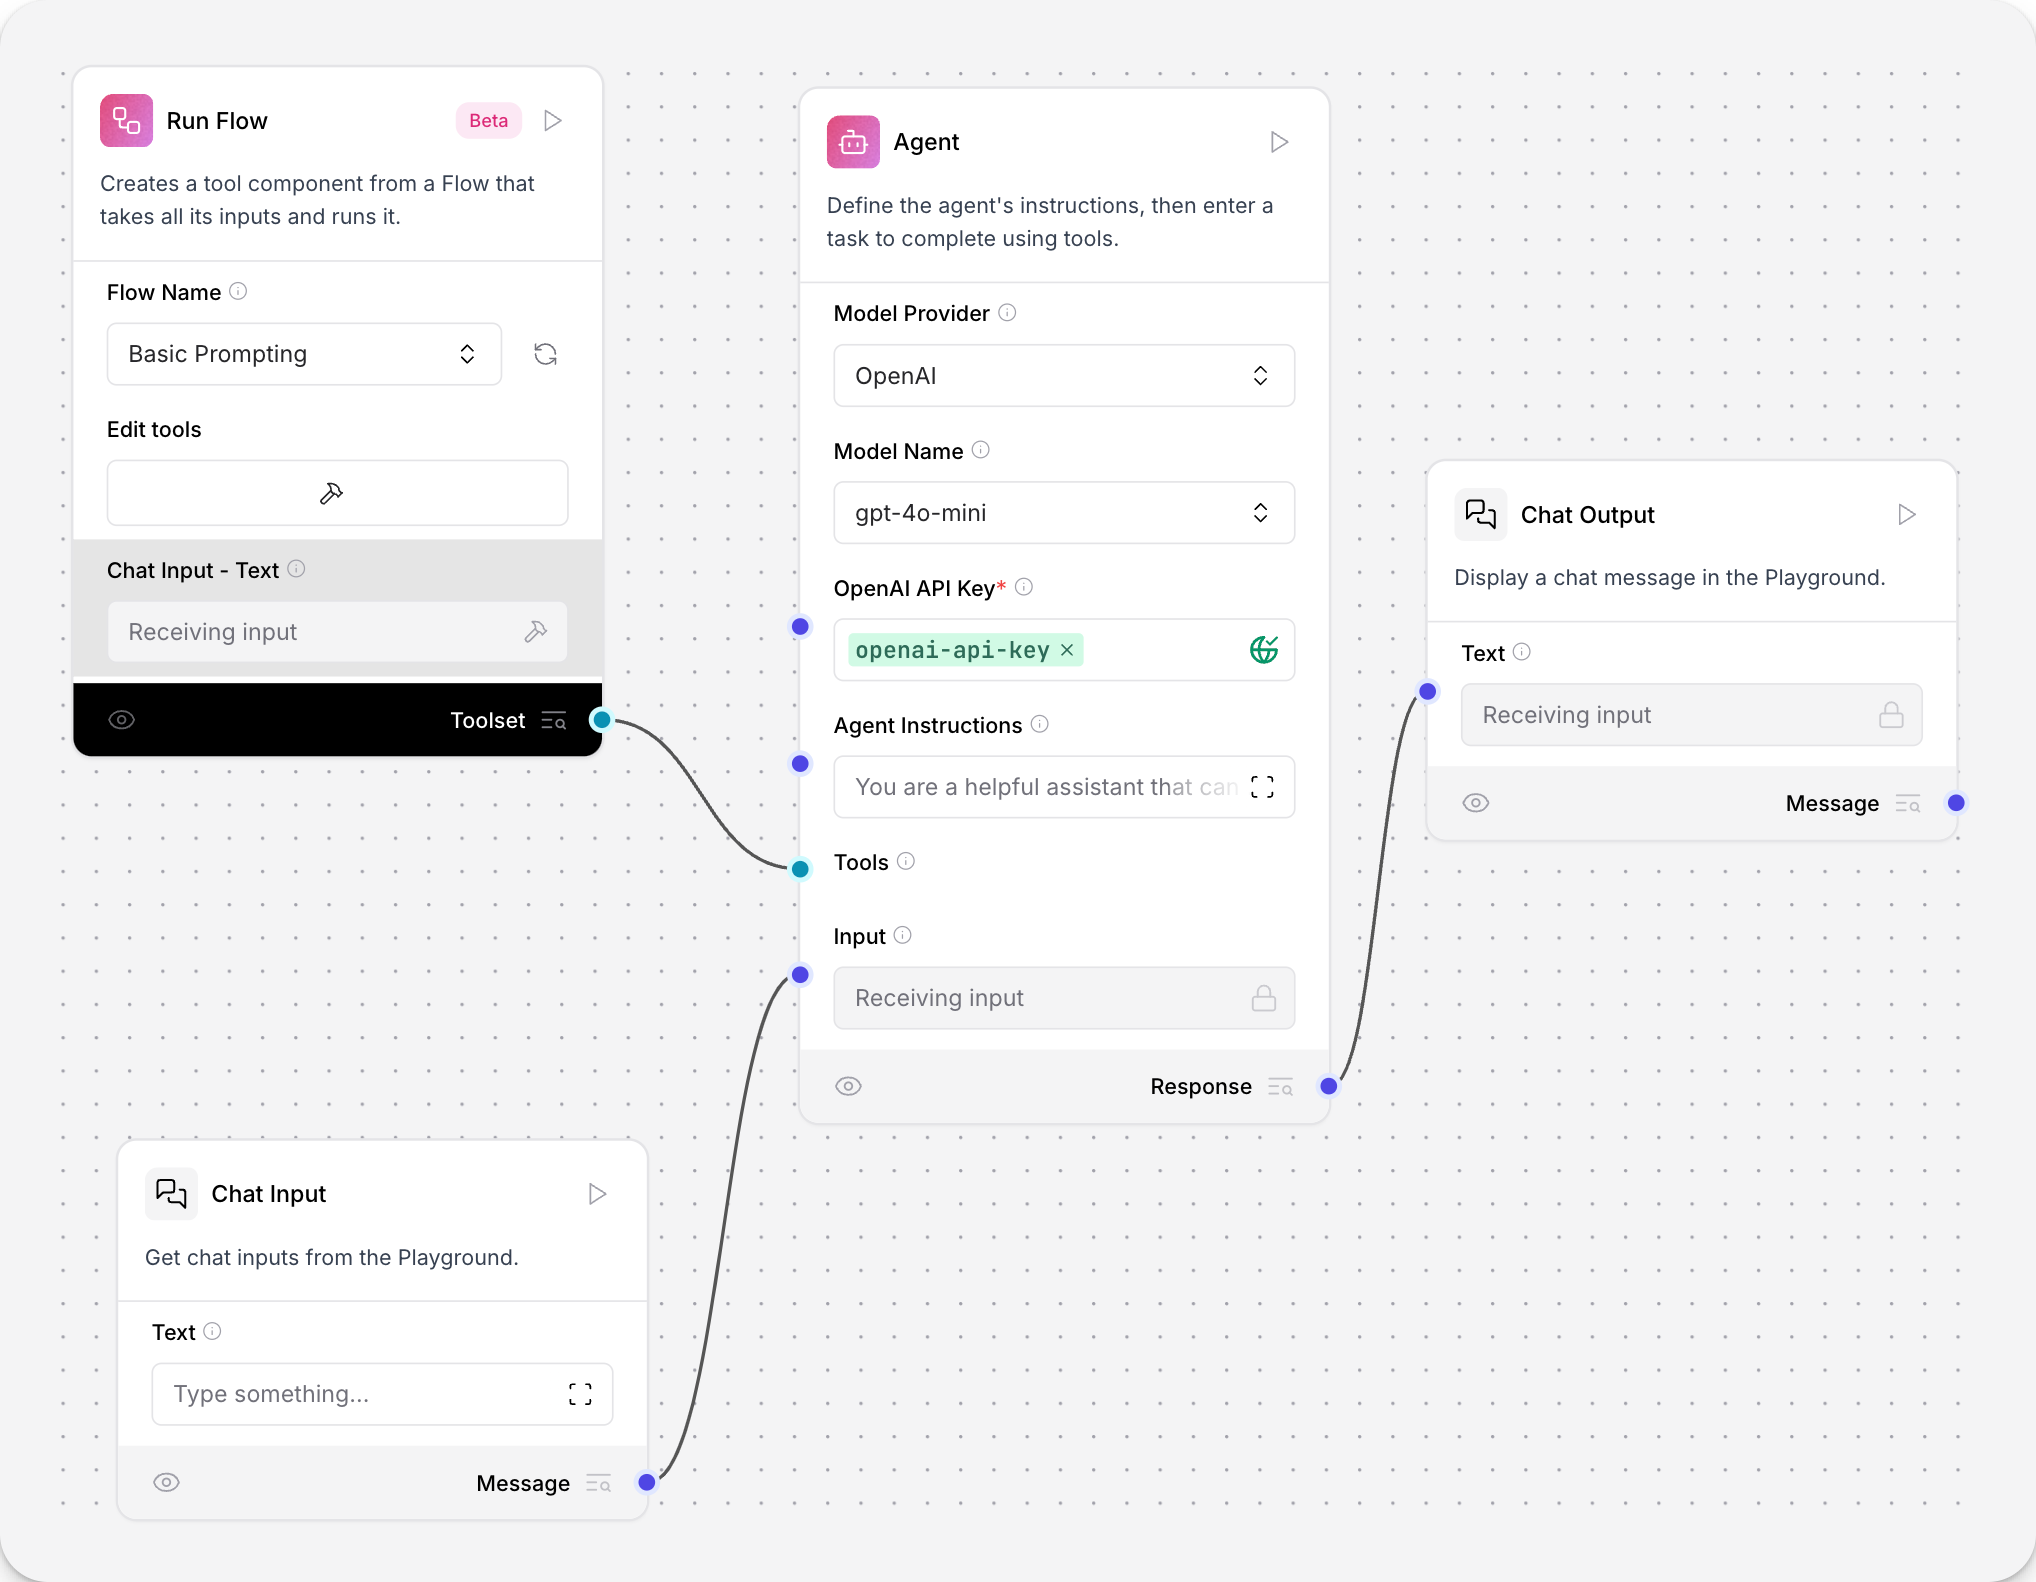 Run Flow
Beta
Creates a tool component from a Flow that
takes all its inputs and runs it.
Flow Name
Basic Prompting
Edit tools
Chat Input - Text
Receiving input
Toolset
Agent
Define the agent's instructions, then enter a
task to complete using tools.
Model Provider
OpenAI
Model Name
gpt-4o-mini
OpenAI API Key*
openai-api-key
Agent Instructions
You are a helpful assistant that can
Tools
Input
Receiving input
Response
Chat Output
Display a chat message in the Playground.
Text
Receiving input
Message
Chat Input
Get chat inputs from the Playground.
Text
Type something...
Message